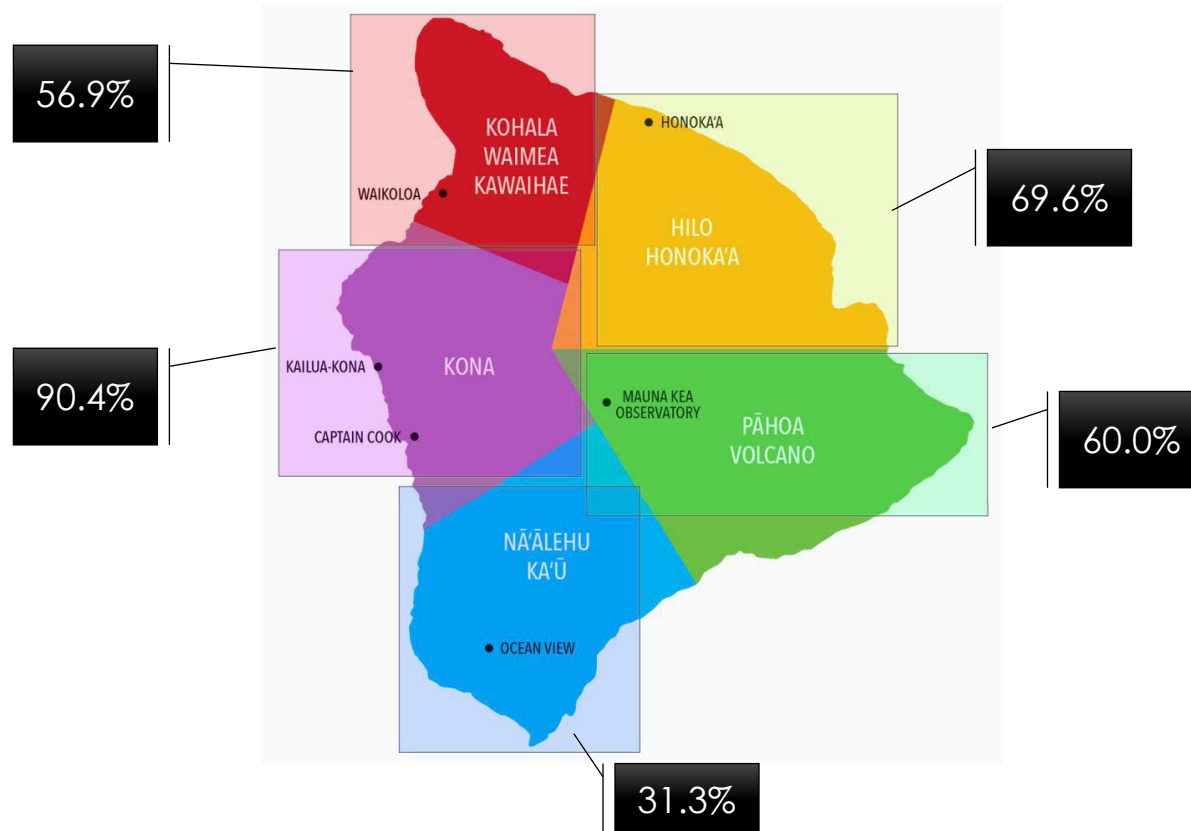 56.9%
KOHALA
WAIMEA
KAWAIHAE
WAIKOLOA
HONOKA'A
HILO
HONOKA'A
69.6%
90.4%
KAILUA-KONA
KONA
CAPTAIN COOK
MAUNA KEA
OBSERVATORY
PĀHOA
VOLCANO
60.0%
NĀ'ĀLEHU
KA'Ū
OCEAN VIEW
31.3%